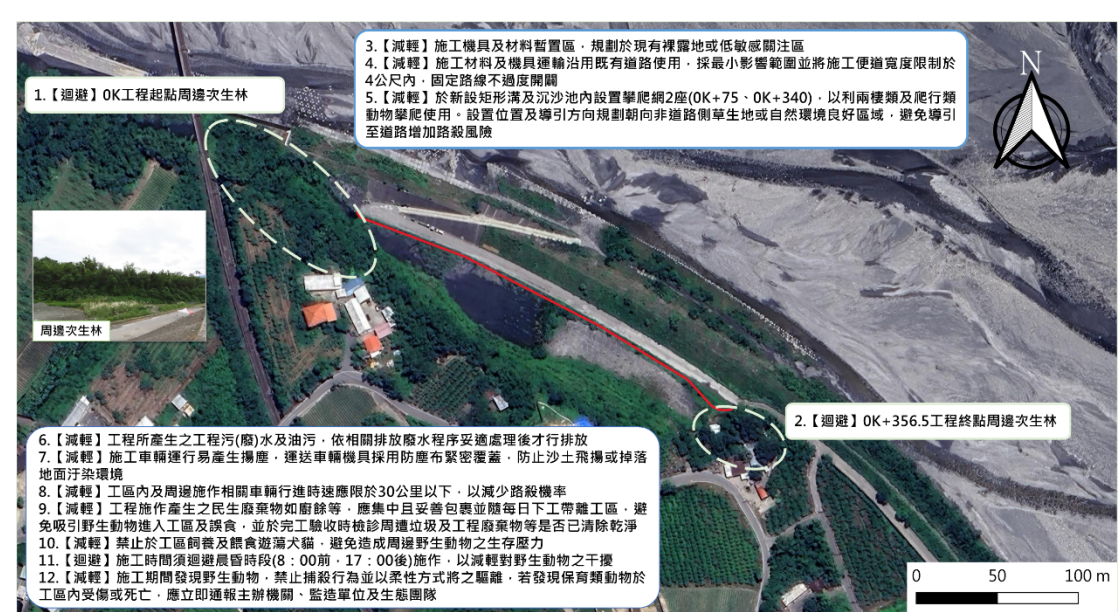 1.【迴避】0K工程起點周邊次生林
3.【減輕】施工機具及材料暫置區，規劃於現有裸露地或低敏感關注區
4.【減輕】施工材料及機具運輸沿用既有道路使用，採最小影響範圍並將施工便道寬度限制於
4公尺內，固定路線不過度開闢
5.【減輕】於新設矩形溝及沉沙池內設置攀爬網2座(0K+75、0K+340)，以利兩棲類及爬行類
動物攀爬使用。設置位置及導引方向規劃朝向非道路側草生地或自然環境良好區域，避免導引
至道路增加路殺風險
N
周邊次生林
2.【迴避】0K+356.5工程終點周邊次生林
6.【減輕】工程所產生之工程污(廢)水及油污，依相關排放廢水程序妥適處理後才行排放
7.【減輕】施工車輛運行易產生揚塵，運送車輛機具採用防塵布緊密覆蓋，防止沙土飛揚或掉落
地面汙染環境
8.【減輕】工區內及周邊施作相關車輛行進時速應限於30公里以下，以減少路殺機率
9.【減輕】工程施作產生之民生廢棄物如廚餘等，應集中且妥善包裹並隨每日下工帶離工區，避
免吸引野生動物進入工區及誤食，並於完工驗收時檢診周遭垃圾及工程廢棄物等是否已清除乾淨
10.【減輕】禁止於工區飼養及餵食遊蕩犬貓，避免造成周邊野生動物之生存壓力
11.【迴避】施工時間須迴避晨昏時段(8：00前，17：00後)施作，以減輕對野生動物之干擾
12.【減輕】施工期間發現野生動物，禁止捕殺行為並以柔性方式將之驅離，若發現保育類動物於
工區內受傷或死亡，應立即通報主辦機關、監造單位及生態團隊
0 50 100 m